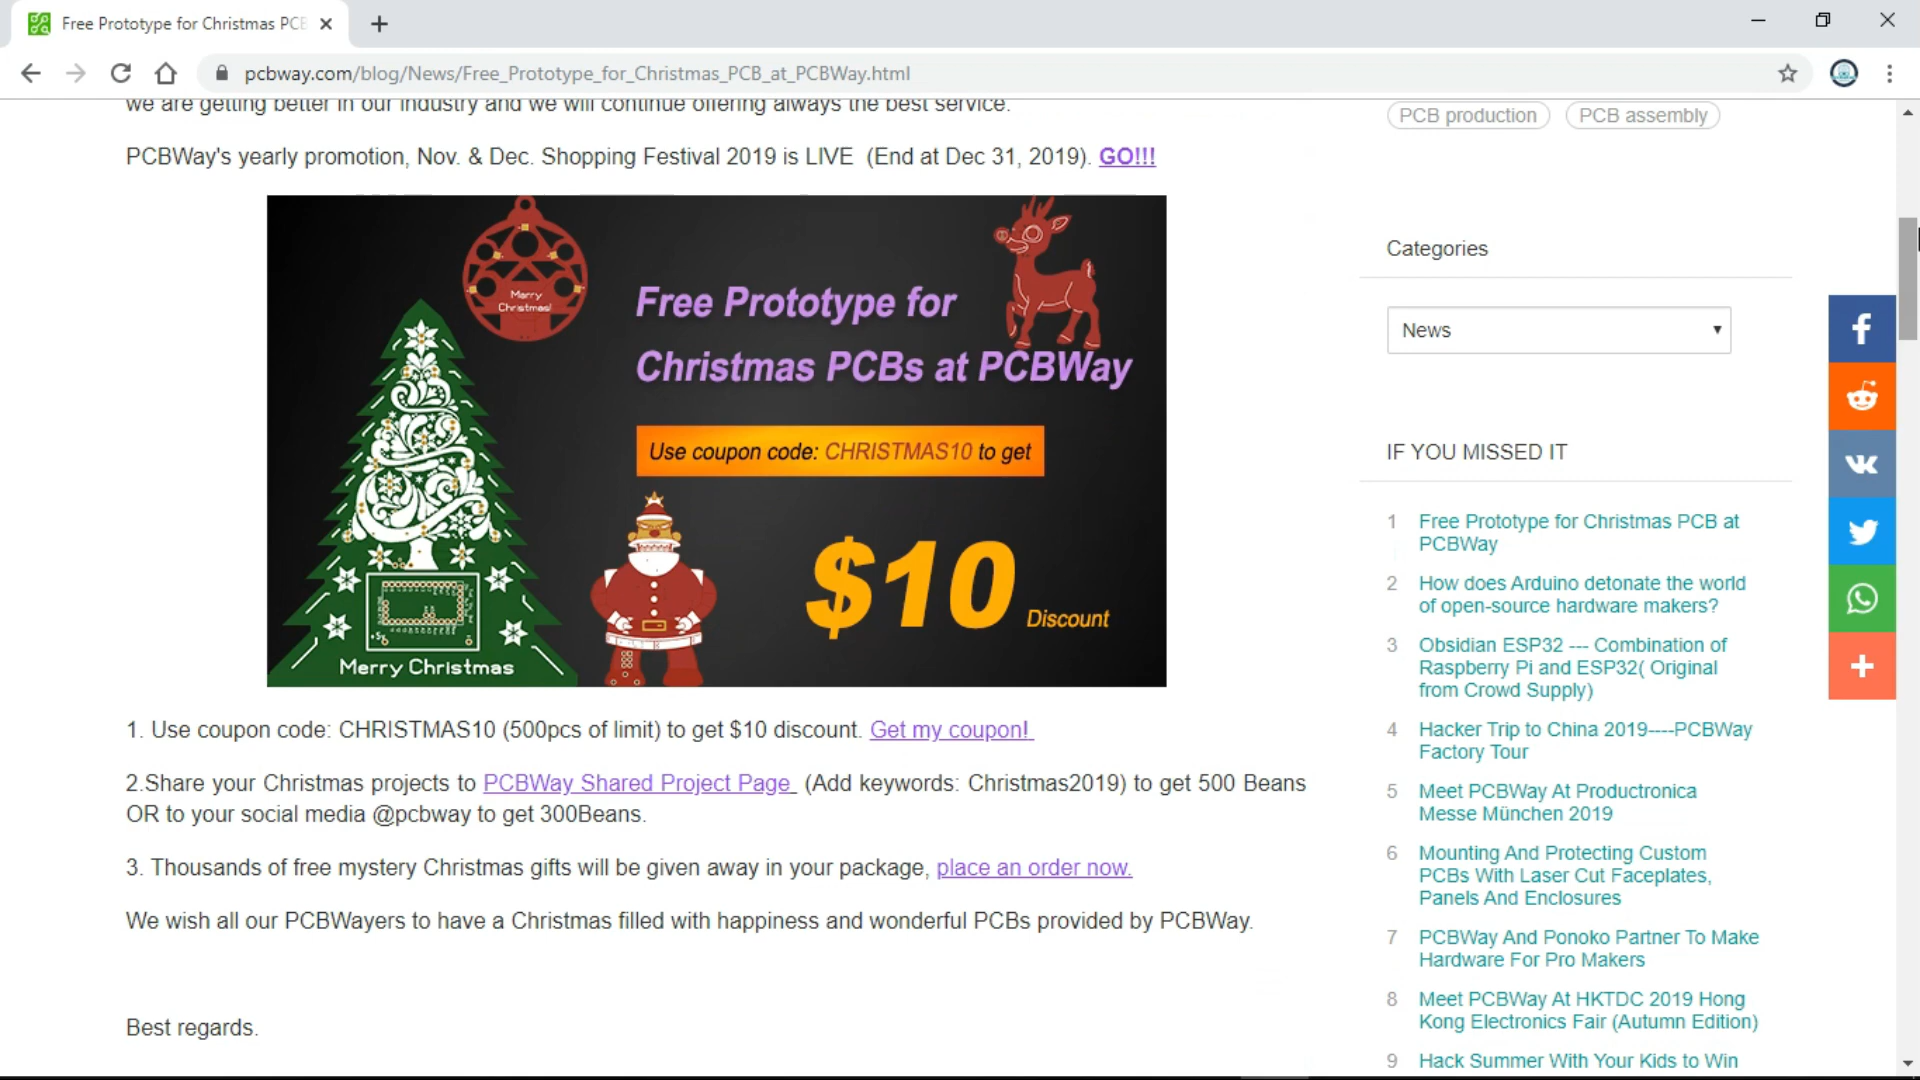 Free Prototype for Christmas PCB
pcbway.com/blog/News/Free_Prototype_for_Christmas_PCB_at_PCBWay.html
we are getting better in our industry and we will continue offering always the best service.
PCBWay's yearly promotion, Nov. & Dec. Shopping Festival 2019 is LIVE (End at Dec 31, 2019). GO!!!
Merry
Christmas!
Free Prototype for
Christmas PCBs at PCBWay
Use coupon code: CHRISTMAS10 to get
$10 Discount
Merry Christmas
1. Use coupon code: CHRISTMAS10 (500pcs of limit) to get $10 discount. Get my coupon!
2.Share your Christmas projects to PCBWay Shared Project Page (Add keywords: Christmas2019) to get 500 Beans
OR to your social media @pcbway to get 300Beans.
3. Thousands of free mystery Christmas gifts will be given away in your package, place an order now.
We wish all our PCBWayers to have a Christmas filled with happiness and wonderful PCBs provided by PCBWay.
Best regards.
PCB production PCB assembly
Categories
News
IF YOU MISSED IT
1 Free Prototype for Christmas PCB at
PCBWay
2 How does Arduino detonate the world
of open-source hardware makers?
3 Obsidian ESP32 --- Combination of
Raspberry Pi and ESP32( Original
from Crowd Supply)
4 Hacker Trip to China 2019----PCBWay
Factory Tour
5 Meet PCBWay At Productronica
Messe München 2019
6 Mounting And Protecting Custom
PCBs With Laser Cut Faceplates,
Panels And Enclosures
7 PCBWay And Ponoko Partner To Make
Hardware For Pro Makers
8 Meet PCBWay At HKTDC 2019 Hong
Kong Electronics Fair (Autumn Edition)
9 Hack Summer With Your Kids to Win